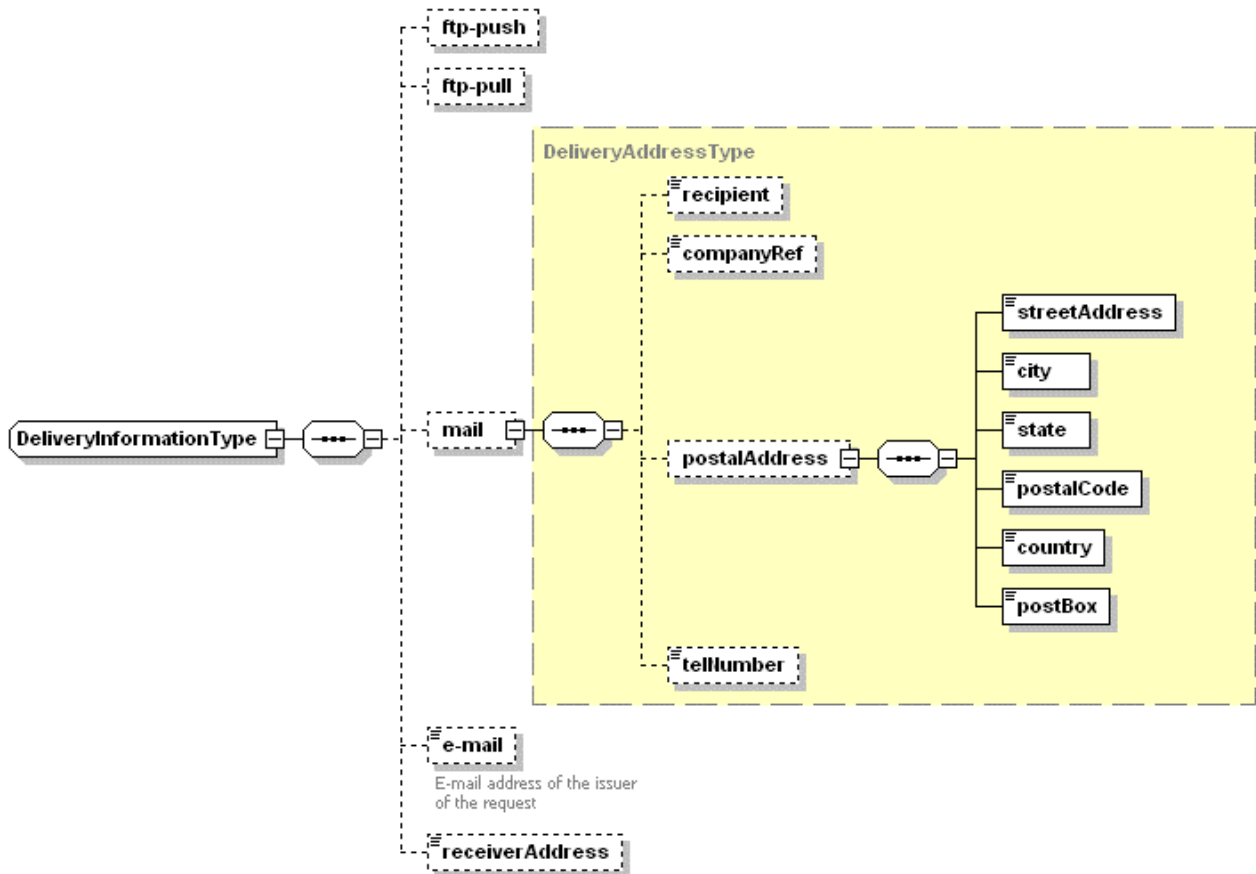 ftp-push
ftp-pull
DeliveryAddressType
recipient
companyRef
streetAddress
city
DeliveryInformationType
mail
state
postalAddress
postalCode
country
postBox
telNumber
e-mail
E-mail address of the issuer
of the request
receiverAddress